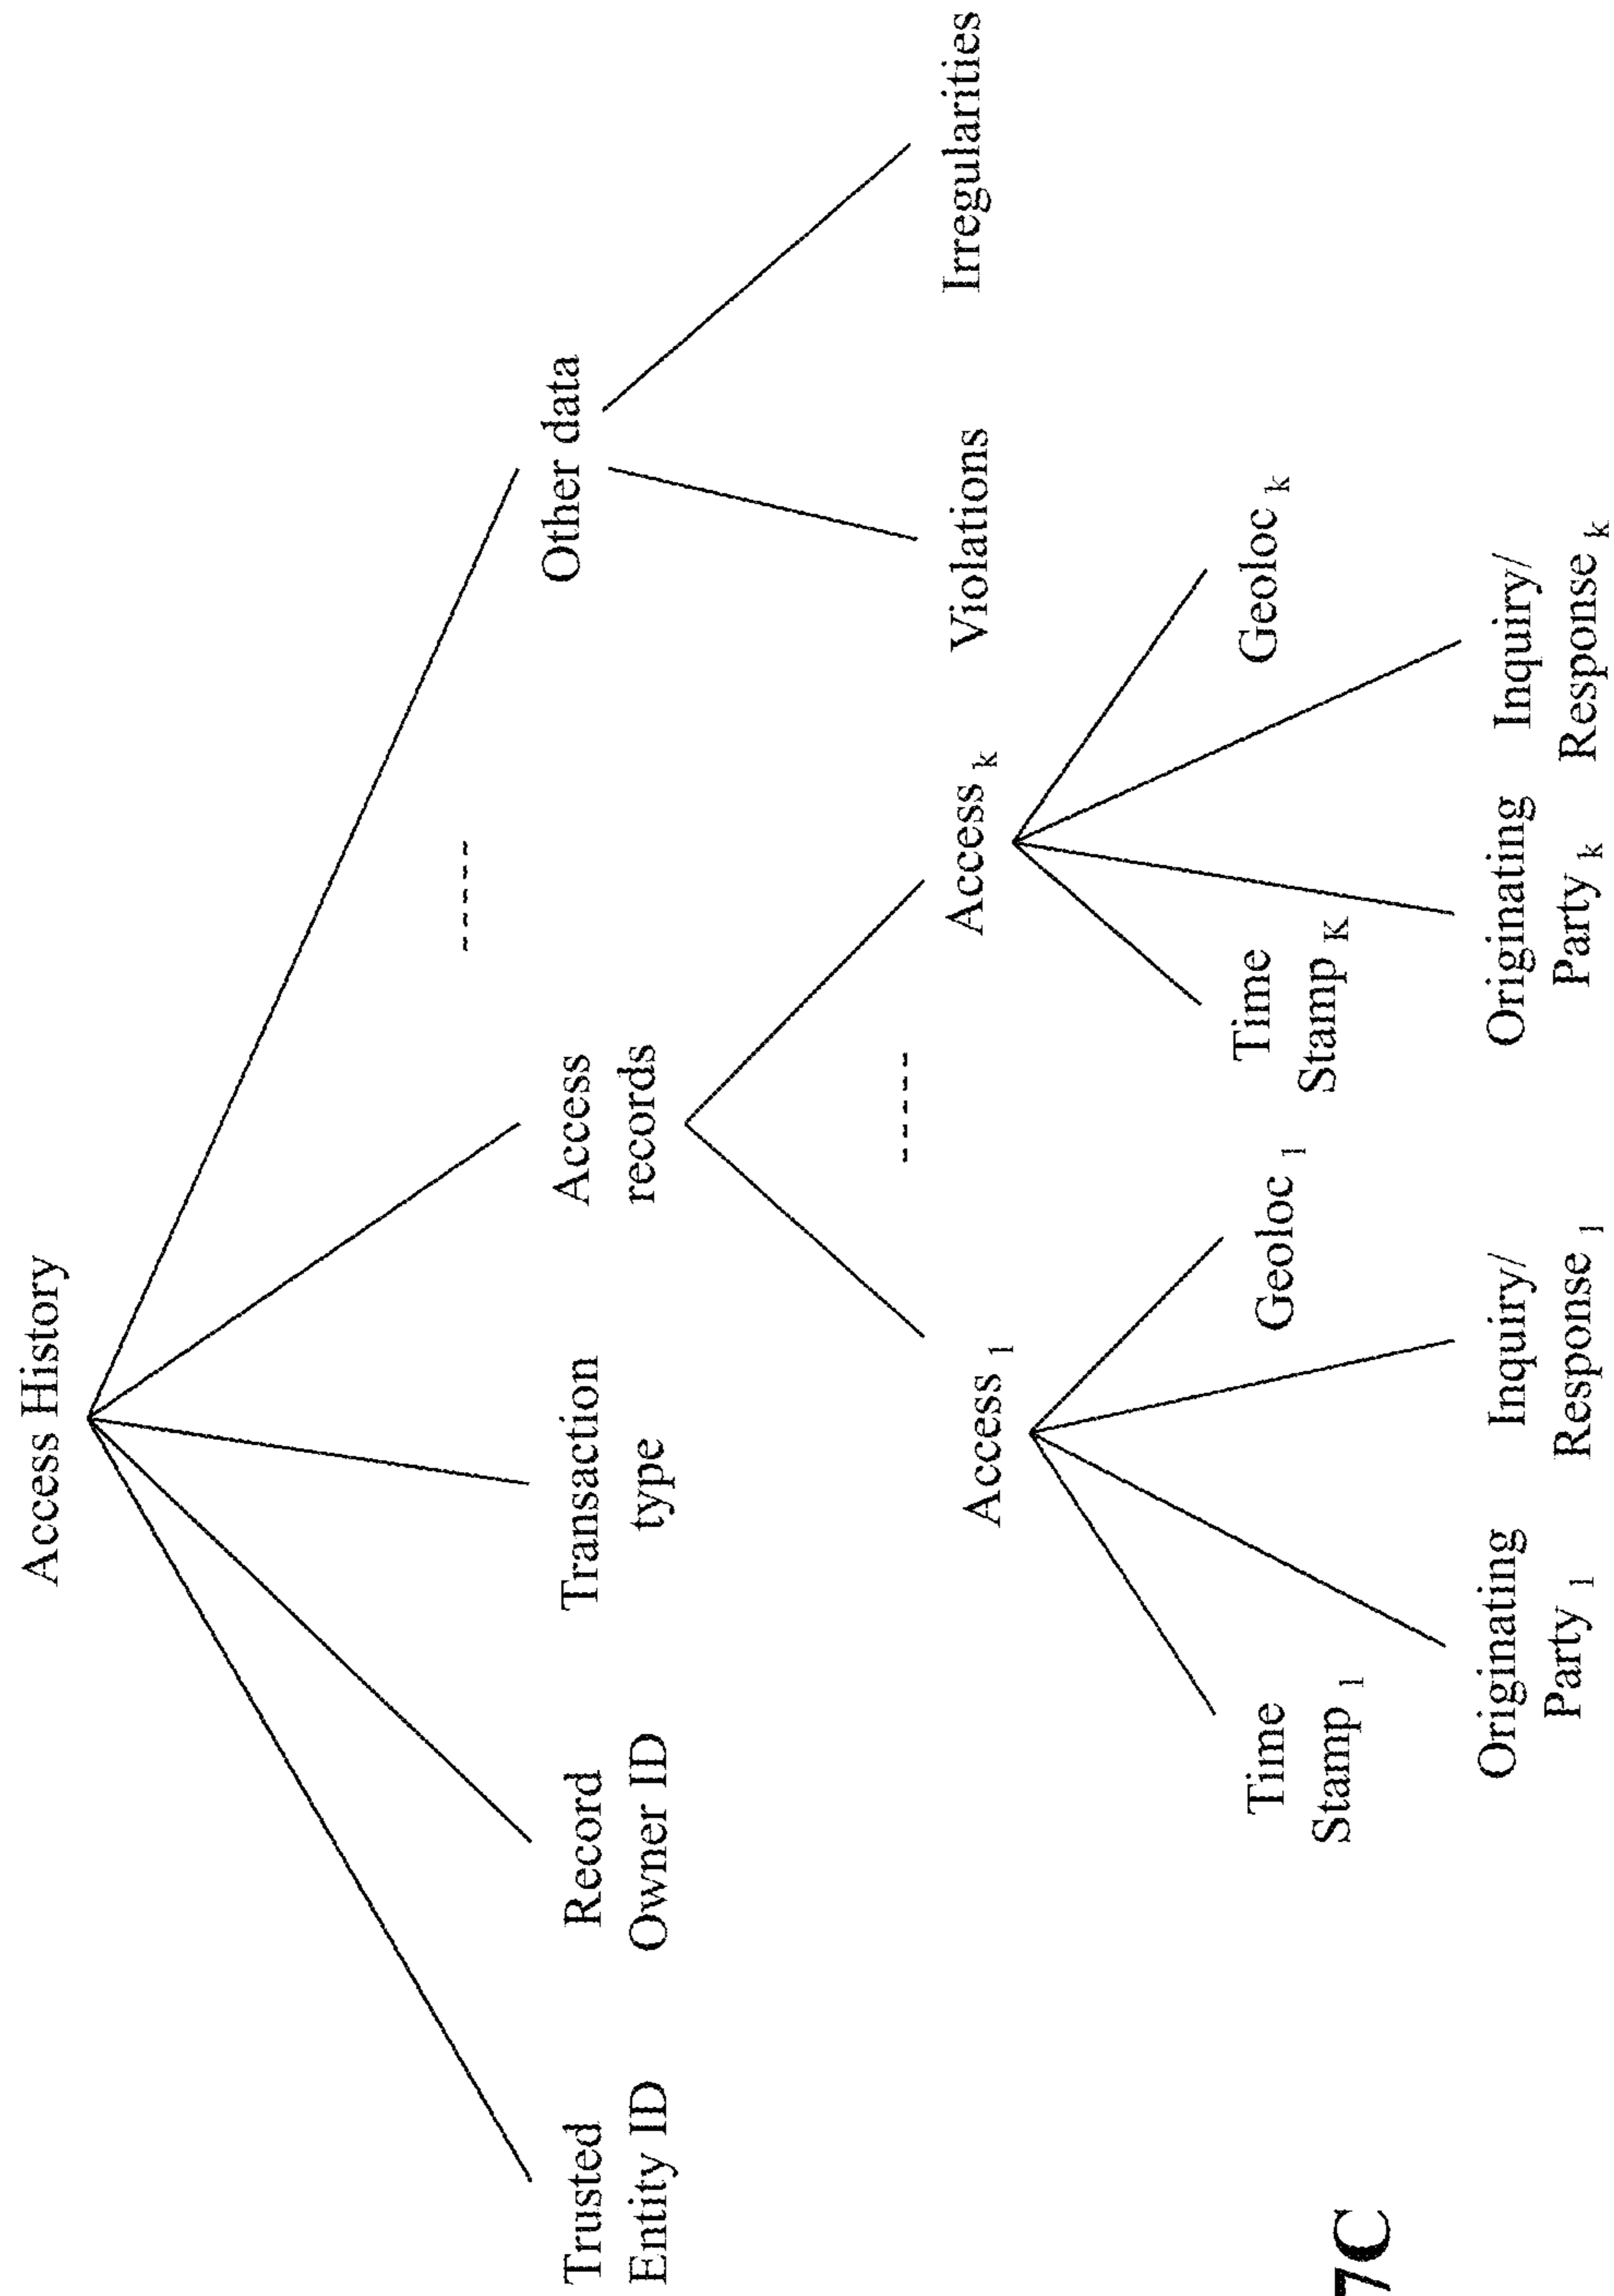 Access History
-----
Trusted
Entity ID
Record
Owner ID
Transaction
type
Access
records
Other data
-----
Access 1
Access k
Violations
Irregularities
Time
Stamp 1
Geoloc 1
Time
Stamp K
Geoloc k
Originating
Party 1
Inquiry/
Response 1
Originating
Party k
Inquiry/
Response k
7C